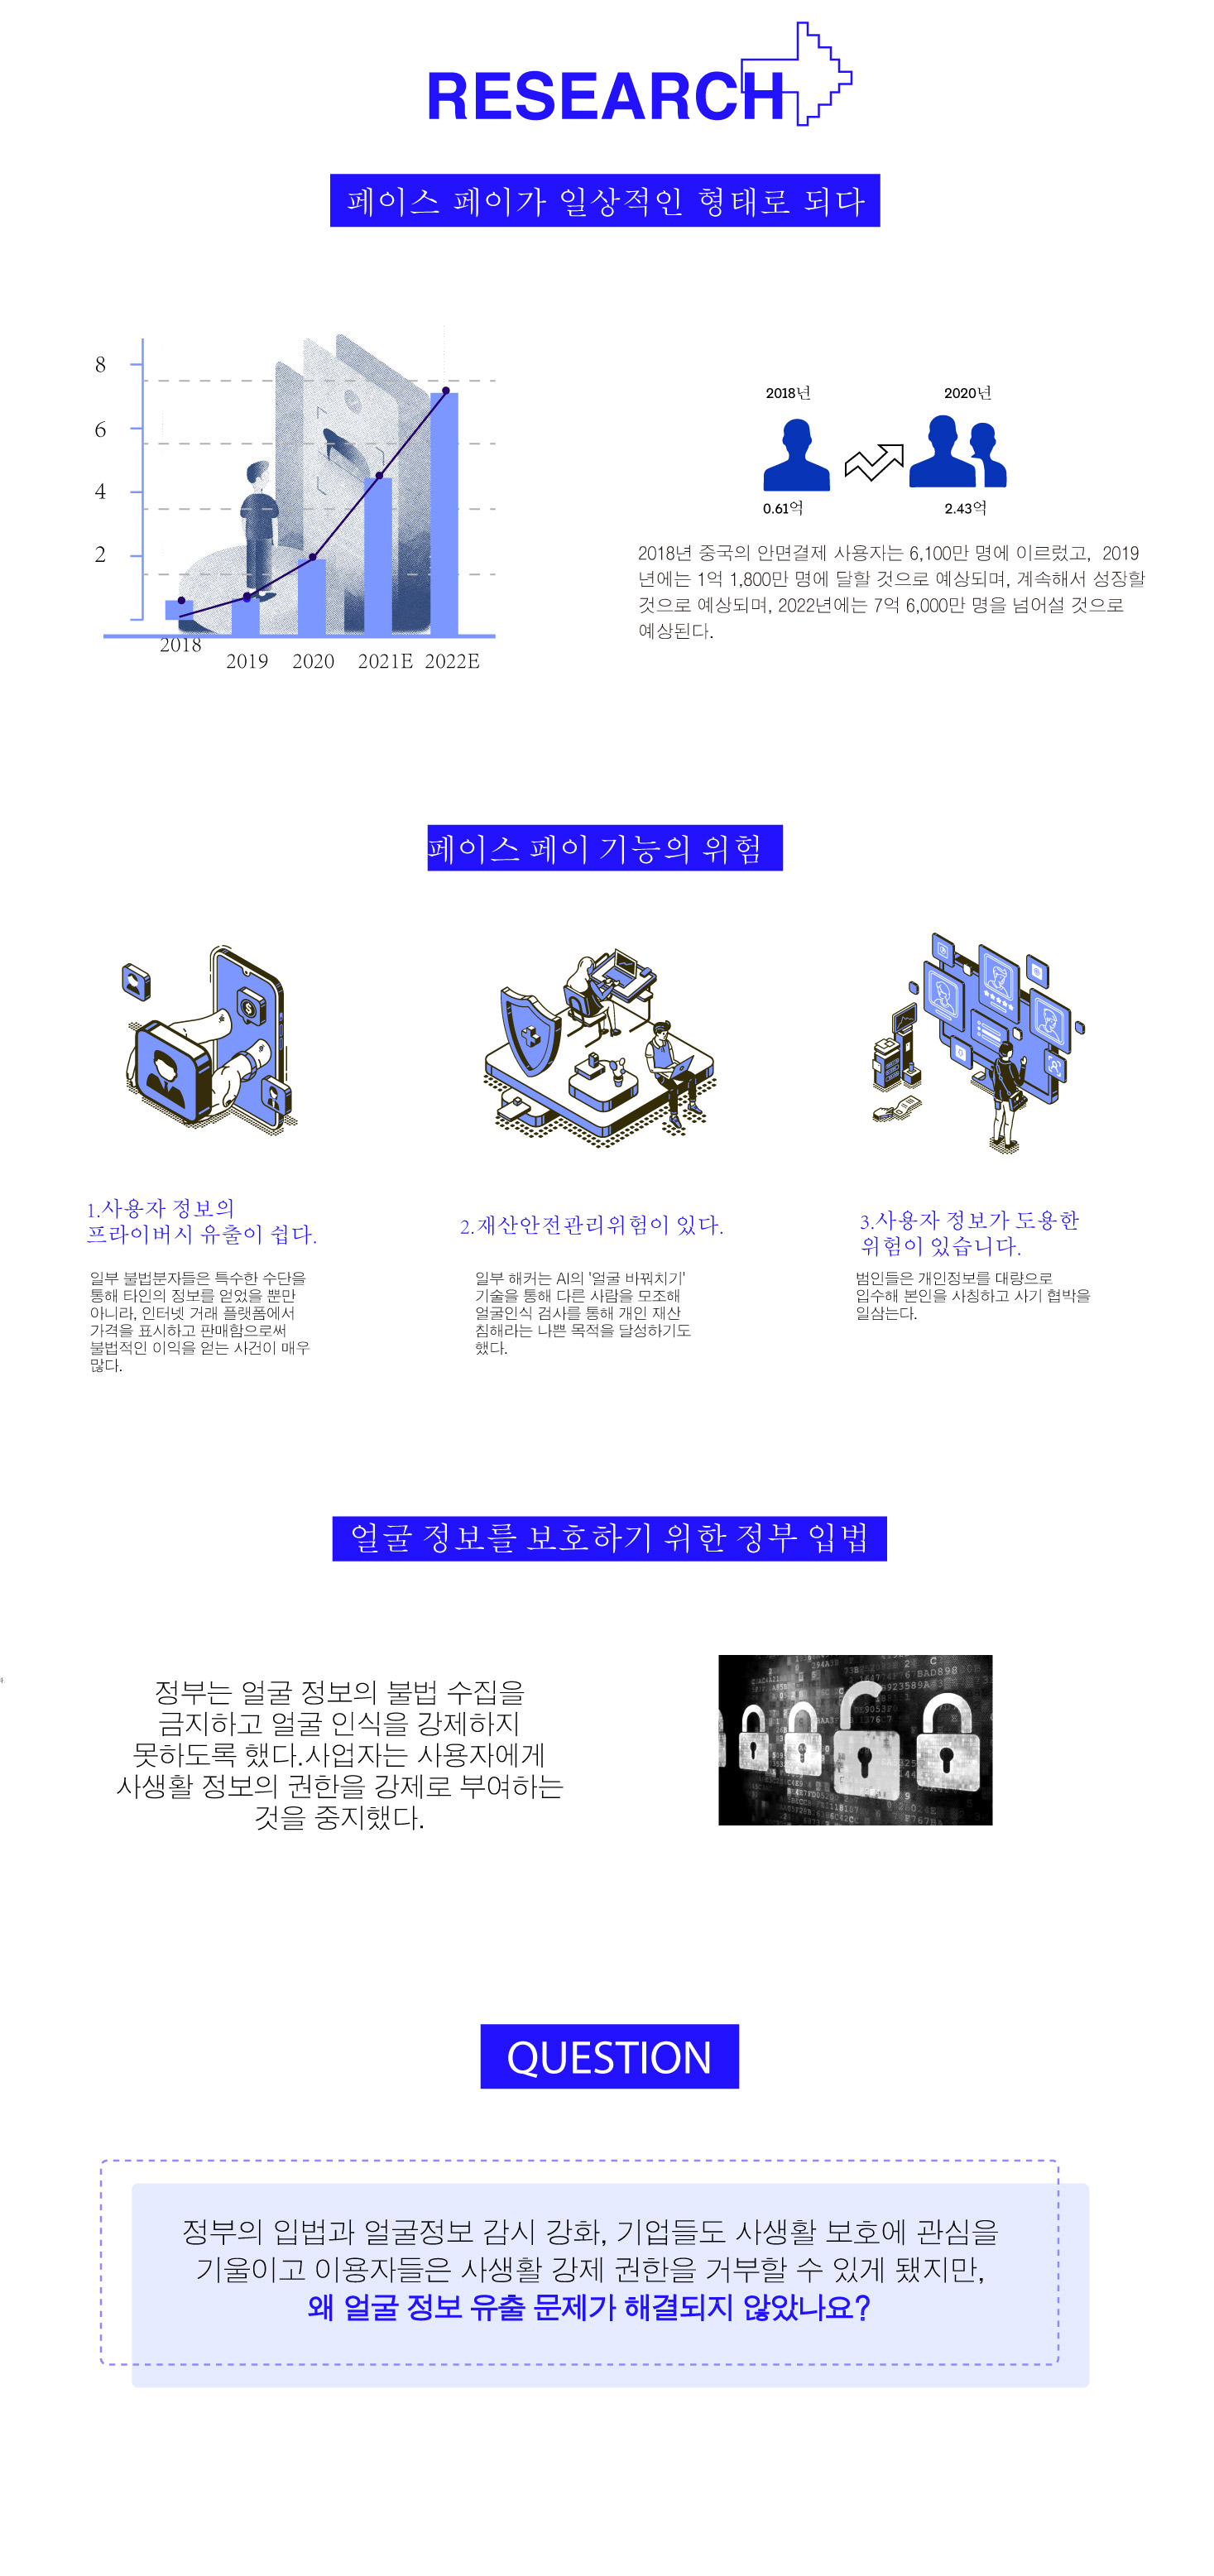 RESEARCH
페이스 페이가 일상적인 형태로 되다
8
6
4
2
2018
2019
2020
2021E
2022E
2018년
2020년
0.61억
2.43억
2018년 중국의 안면결제 사용자는 6,100만 명에 이르렀고, 2019
년에는 1억 1,800만 명에 달할 것으로 예상되며, 계속해서 성장할
것으로 예상되며, 2022년에는 7억 6,000만 명을 넘어설 것으로
예상된다.
페이스 페이 기능의 위험
1.사용자 정보의
프라이버시 유출이 쉽다.
일부 불법분자들은 특수한 수단을
통해 타인의 정보를 얻었을 뿐만
아니라, 인터넷 거래 플랫폼에서
가격을 표시하고 판매함으로써
불법적인 이익을 얻는 사건이 매우
많다.
2.재산안전관리위험이 있다.
일부 해커는 AI의 '얼굴 바꿔치기'
기술을 통해 다른 사람을 모조해
얼굴인식 검사를 통해 개인 재산
침해라는 나쁜 목적을 달성하기도
했다.
3.사용자 정보가 도용한
위험이 있습니다.
범인들은 개인정보를 대량으로
입수해 본인을 사칭하고 사기 협박을
일삼는다.
얼굴 정보를 보호하기 위한 정부 입법
정부는 얼굴 정보의 불법 수집을
금지하고 얼굴 인식을 강제하지
못하도록 했다.사업자는 사용자에게
사생활 정보의 권한을 강제로 부여하는
것을 중지했다.
QUESTION
정부의 입법과 얼굴정보 감시 강화, 기업들도 사생활 보호에 관심을
기울이고 이용자들은 사생활 강제 권한을 거부할 수 있게 됐지만,
왜 얼굴 정보 유출 문제가 해결되지 않았나요?